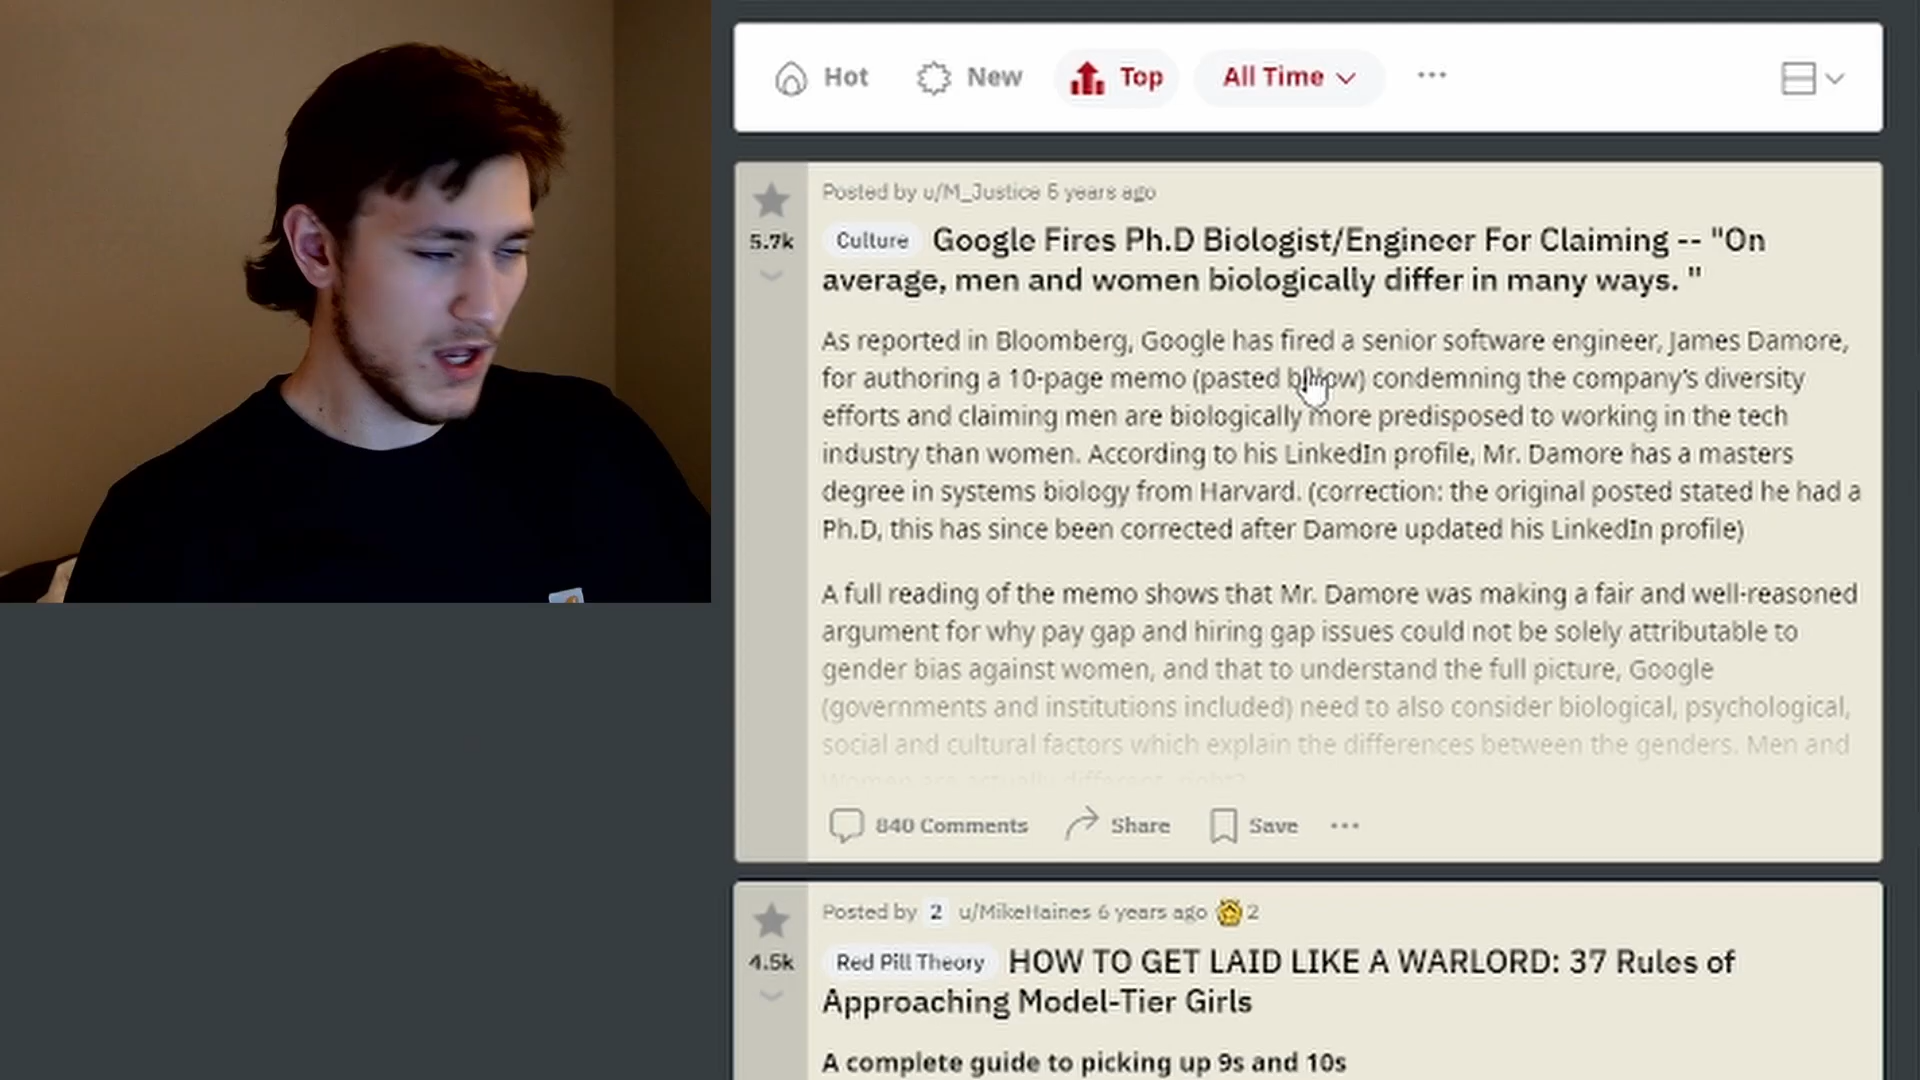 Hot New Top All Time
Posted by u/M_Justice 6 years ago
5.7k
Culture Google Fires Ph.D Biologist/Engineer For Claiming -- "On
average, men and women biologically differ in many ways. "
As reported in Bloomberg, Google has fired a senior software engineer, James Damore,
for authoring a 10-page memo (pasted below) condemning the company's diversity
efforts and claiming men are biologically more predisposed to working in the tech
industry than women. According to his LinkedIn profile, Mr. Damore has a masters
degree in systems biology from Harvard. (correction: the original posted stated he had a
Ph.D, this has since been corrected after Damore updated his LinkedIn profile)
A full reading of the memo shows that Mr. Damore was making a fair and well-reasoned
argument for why pay gap and hiring gap issues could not be solely attributable to
gender bias against women, and that to understand the full picture, Google
(governments and institutions included) need to also consider biological, psychological,
social and cultural factors which explain the differences between the genders. Men and
Women are actually different, right?
840 Comments Share Save
Posted by 2 u/MikeHaines 6 years ago 2
4.5k
Red Pill Theory HOW TO GET LAID LIKE A WARLORD: 37 Rules of
Approaching Model-Tier Girls
A complete guide to picking up 9s and 10s